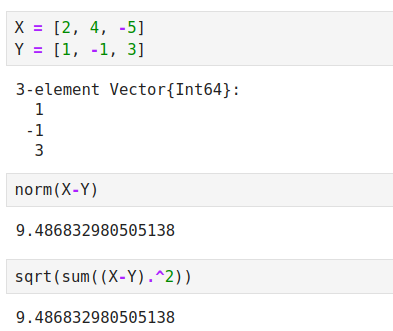 X = [2, 4, -5]
Y = [1, -1, 3]
3-element Vector{Int64}:
  1
 -1
  3
norm(X-Y)
9.486832980505138
sqrt(sum((X-Y).^2))
9.486832980505138